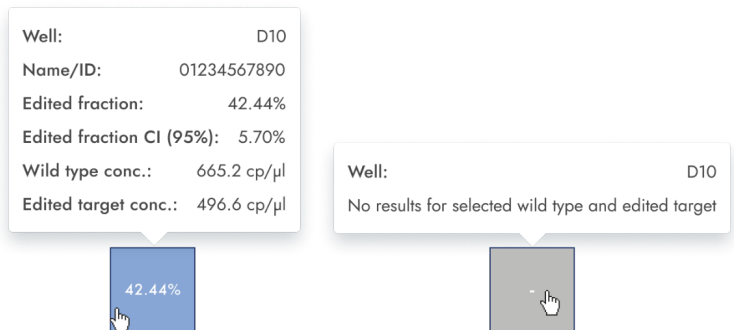 Well: D10
Name/ID: 01234567890
Edited fraction: 42.44%
Edited fraction CI (95%): 5.70%
Wild type conc.: 665.2 cp/μl
Edited target conc.: 496.6 cp/μl
42.44%
Well: D10
No results for selected wild type and edited target
-